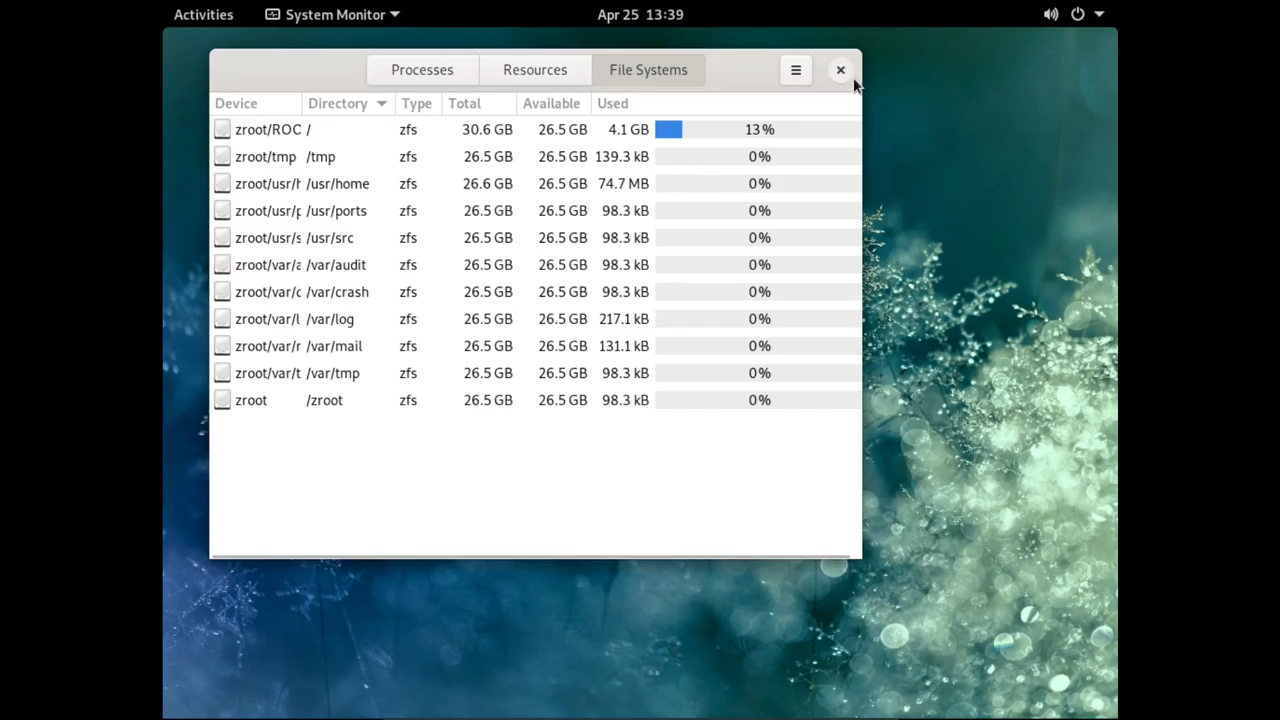 Activities System Monitor Apr 25 13:39
Processes Resources File Systems
Device Directory Type Total Available Used
zroot/ROC / zfs 30.6 GB 26.5 GB 4.1 GB 13%
zroot/tmp /tmp zfs 26.5 GB 26.5 GB 139.3 kB 0%
zroot/usr/h /usr/home zfs 26.6 GB 26.5 GB 74.7 MB 0%
zroot/usr/p /usr/ports zfs 26.5 GB 26.5 GB 98.3 kB 0%
zroot/usr/s /usr/src zfs 26.5 GB 26.5 GB 98.3 kB 0%
zroot/var/a /var/audit zfs 26.5 GB 26.5 GB 98.3 kB 0%
zroot/var/c /var/crash zfs 26.5 GB 26.5 GB 98.3 kB 0%
zroot/var/l /var/log zfs 26.5 GB 26.5 GB 217.1 kB 0%
zroot/var/r /var/mail zfs 26.5 GB 26.5 GB 131.1 kB 0%
zroot/var/t /var/tmp zfs 26.5 GB 26.5 GB 98.3 kB 0%
zroot /zroot zfs 26.5 GB 26.5 GB 98.3 kB 0%